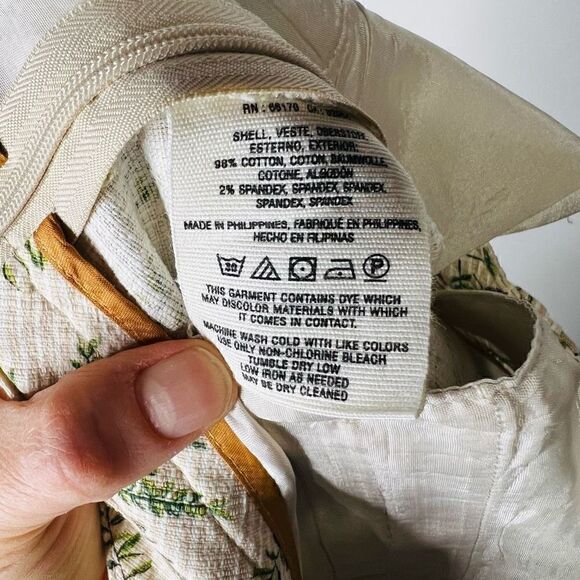 RN : 66170 CA :
SHELL, VESTE, OBERSTOFF
ESTERNO, EXTERIOR:
98% COTTON, COTON, BAUMWOLLE,
COTONE, ALGODÓN
2% SPANDEX, SPANDEX, SPANDEX,
SPANDEX, SPANDEX
MADE IN PHILIPPINES, FABRIQUÉ EN PHILIPPINES,
HECHO EN FILIPINAS
30 P
THIS GARMENT CONTAINS DYE WHICH
MAY DISCOLOR MATERIALS WITH WHICH
IT COMES IN CONTACT.
MACHINE WASH COLD WITH LIKE COLORS
USE ONLY NON-CHLORINE BLEACH
TUMBLE DRY LOW
LOW IRON AS NEEDED
MAY BE DRY CLEANED